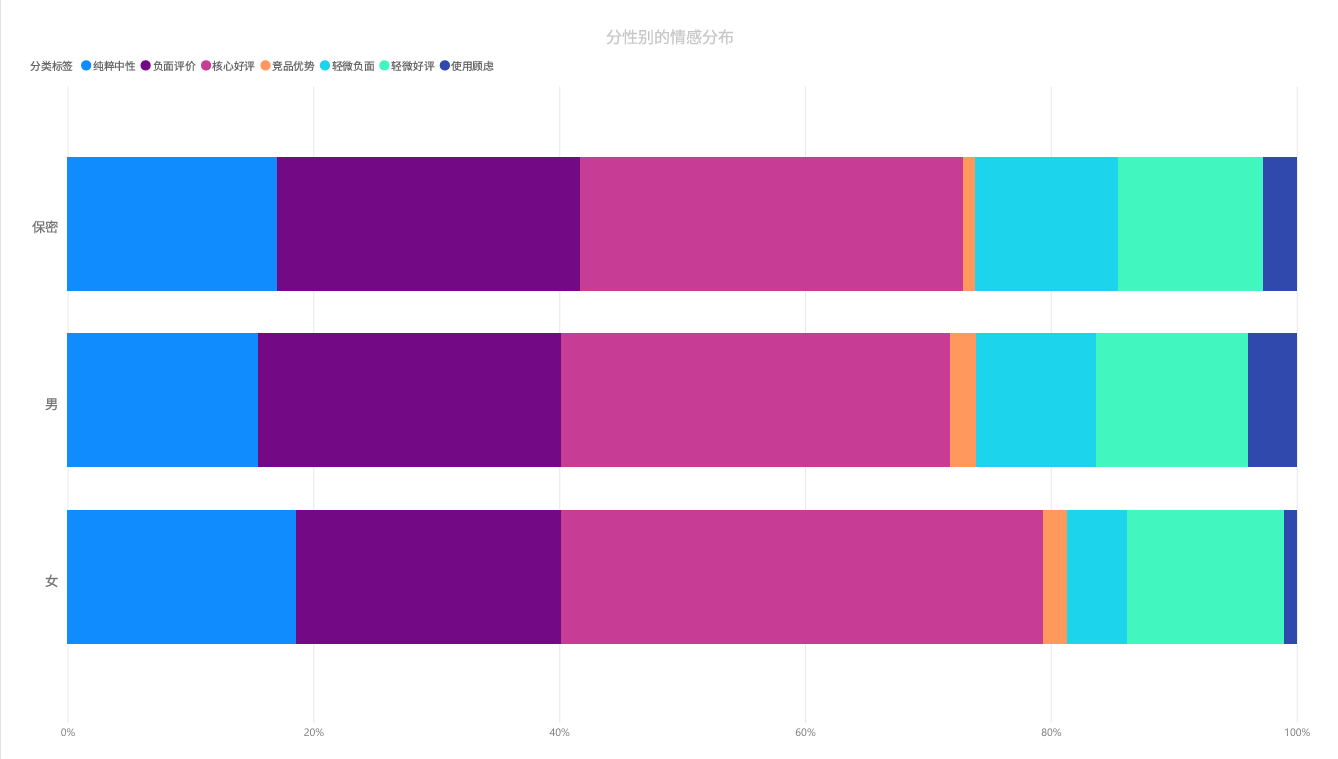 分性别的情感分布
分类标签 纯粹中性 负面评价 核心好评 竞品优势 轻微负面 轻微好评 使用顾虑
保密
男
女
0% 20% 40% 60% 80% 100%